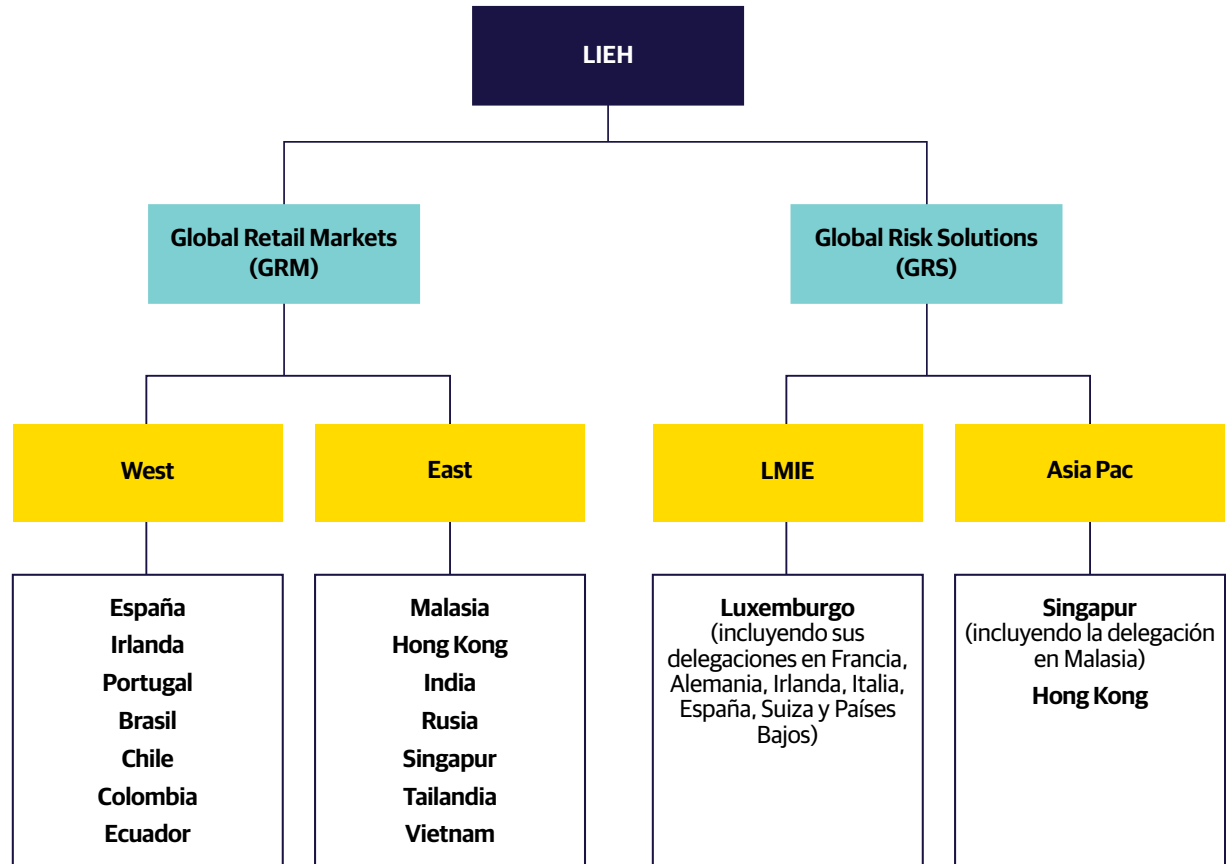 LIEH
Global Retail Markets
(GRM)
Global Risk Solutions
(GRS)
West
East
LMIE
Asia Pac
España
Irlanda
Portugal
Brasil
Chile
Colombia
Ecuador
Malasia
Hong Kong
India
Rusia
Singapur
Tailandia
Vietnam
Luxemburgo
(incluyendo sus
delegaciones en Francia,
Alemania, Irlanda, Italia,
España, Suiza y Países
Bajos)
Singapur
(incluyendo la delegación
en Malasia)
Hong Kong